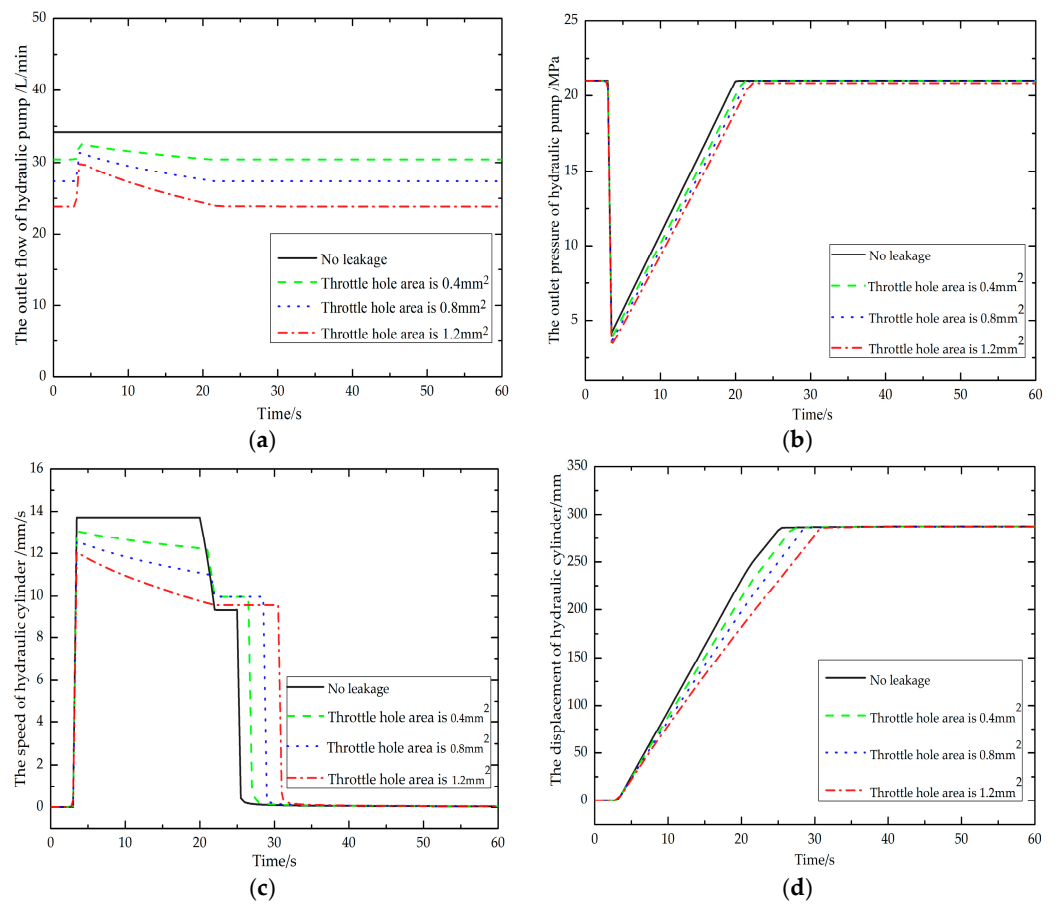 The outlet flow of hydraulic pump /L/min
50
40
30
20
10
0
No leakage
Throttle hole area is 0.4mm²
Throttle hole area is 0.8mm²
Throttle hole area is 1.2mm²
0 10 20 30 40 50 60
Time/s
(a)
The outlet pressure of hydraulic pump /MPa
25
20
15
10
5
No leakage
Throttle hole area is 0.4mm²
Throttle hole area is 0.8mm²
Throttle hole area is 1.2mm²
0 10 20 30 40 50 60
Time/s
(b)
The speed of hydraulic cylinder /mm/s
16
14
12
10
8
6
4
2
0
No leakage
Throttle hole area is 0.4mm²
Throttle hole area is 0.8mm²
Throttle hole area is 1.2mm²
0 10 20 30 40 50 60
Time/s
(c)
The displacement of hydraulic cylinder/mm
350
300
250
200
150
100
50
0
No leakage
Throttle hole area is 0.4mm²
Throttle hole area is 0.8mm²
Throttle hole area is 1.2mm²
0 10 20 30 40 50 60
Time/s
(d)